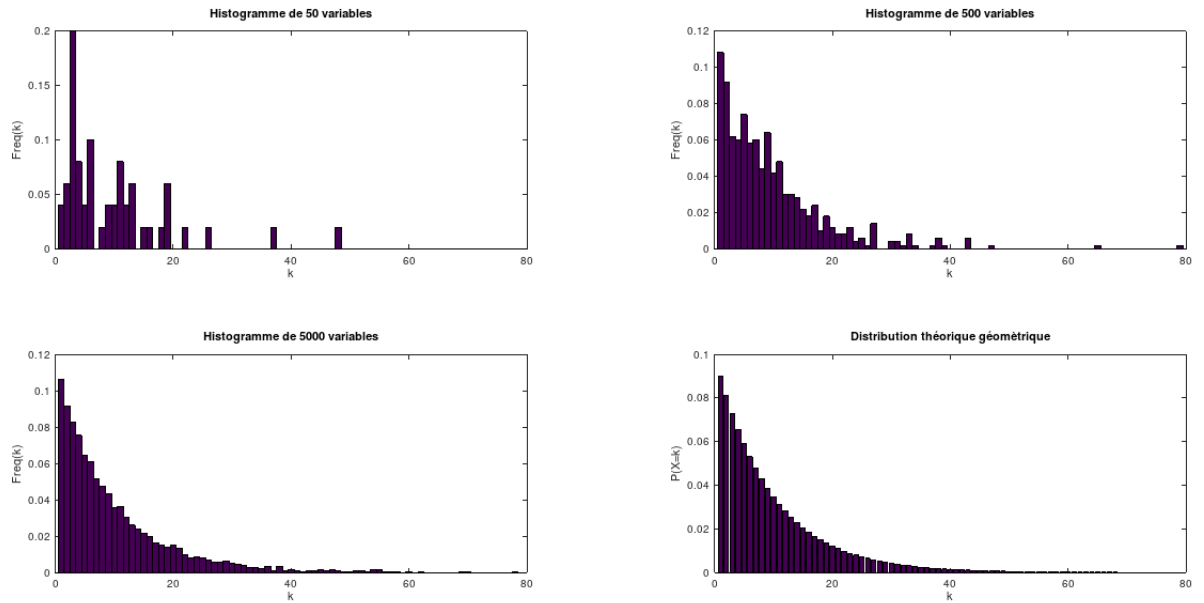 Histogramme de 50 variables
Freq(k)
0.2
0.15
0.1
0.05
0
0 20 40 60 80
k
Histogramme de 500 variables
Freq(k)
0.12
0.1
0.08
0.06
0.04
0.02
0
0 20 40 60 80
k
Histogramme de 5000 variables
Freq(k)
0.12
0.1
0.08
0.06
0.04
0.02
0
0 20 40 60 80
k
Distribution théorique géomètrique
P(X=k)
0.1
0.08
0.06
0.04
0.02
0
0 20 40 60 80
k